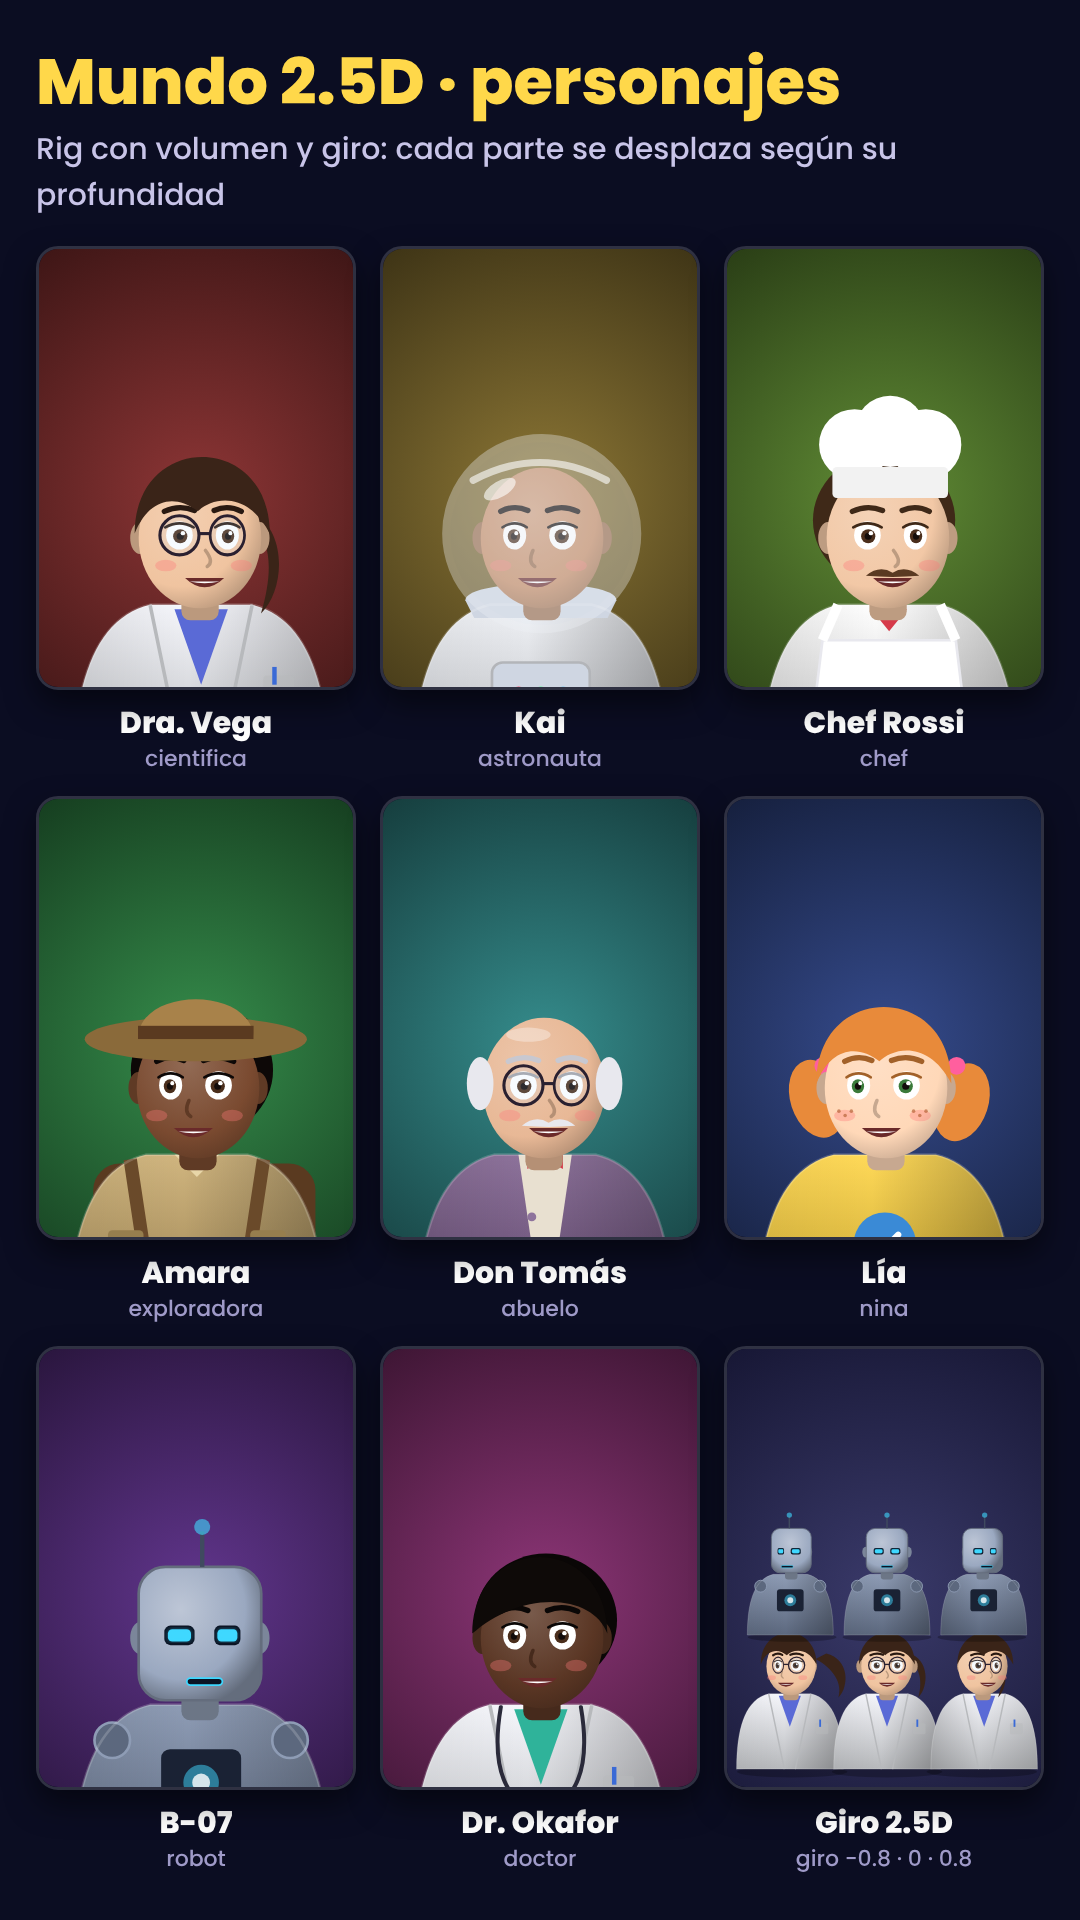 Mundo 2.5D · personajes
Rig con volumen y giro: cada parte se desplaza según su
profundidad
Dra. Vega
cientifica
Kai
astronauta
Chef Rossi
chef
Amara
exploradora
Don Tomás
abuelo
Lía
nina
B-07
robot
Dr. Okafor
doctor
Giro 2.5D
giro -0.8 · 0 · 0.8